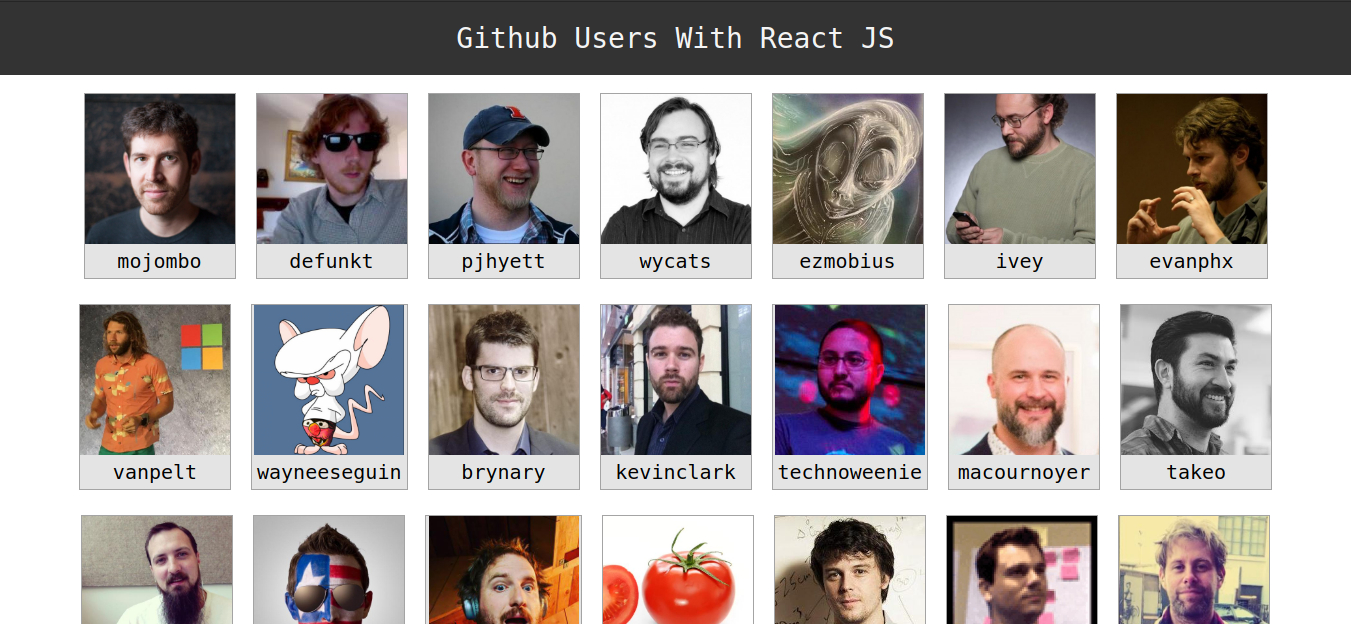 Github Users With React JS
mojombo defunkt pjhyett wycats ezmobius ivey evanphx
vanpelt wayneeseguin brynary kevinclark technoweenie macournoyer takeo